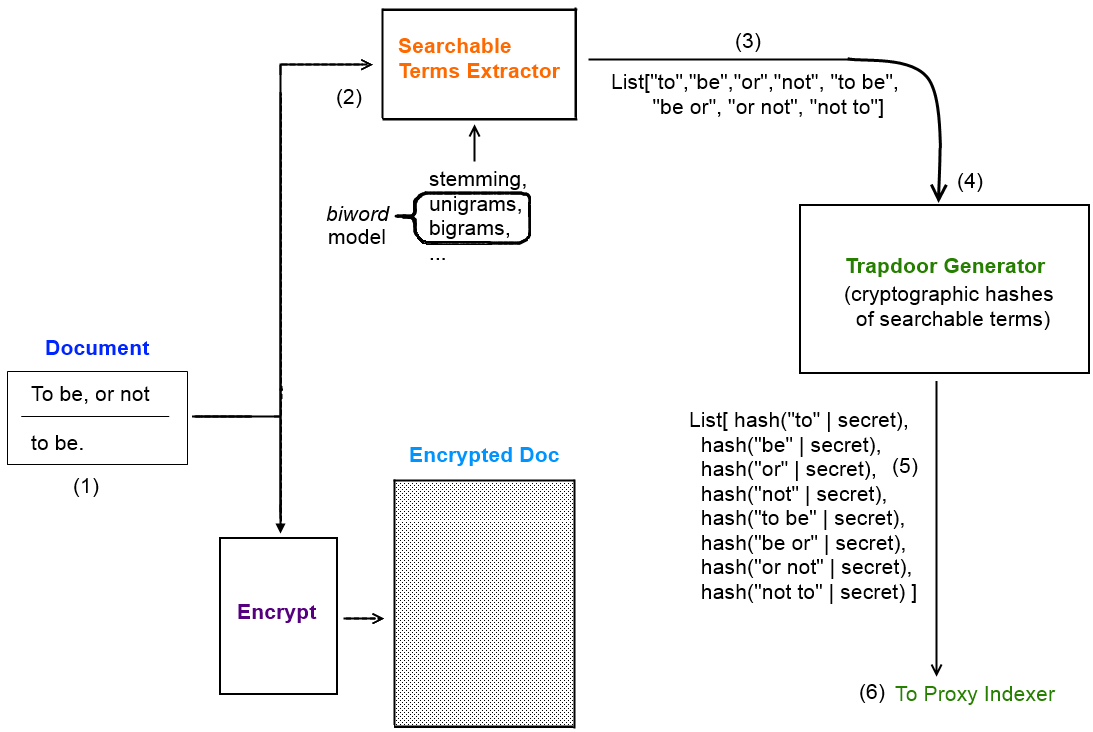 Searchable
Terms Extractor
(2)
(3)
List["to","be","or","not", "to be",
"be or", "or not", "not to"]
stemming,
unigrams,
bigrams,
...
biword
model
(4)
Trapdoor Generator
(cryptographic hashes
of searchable terms)
Document
To be, or not
to be.
(1)
Encrypt
Encrypted Doc
List[ hash("to" | secret),
hash("be" | secret),
hash("or" | secret),
hash("not" | secret),
hash("to be" | secret),
hash("be or" | secret),
hash("or not" | secret),
hash("not to" | secret) ]
(5)
(6) To Proxy Indexer